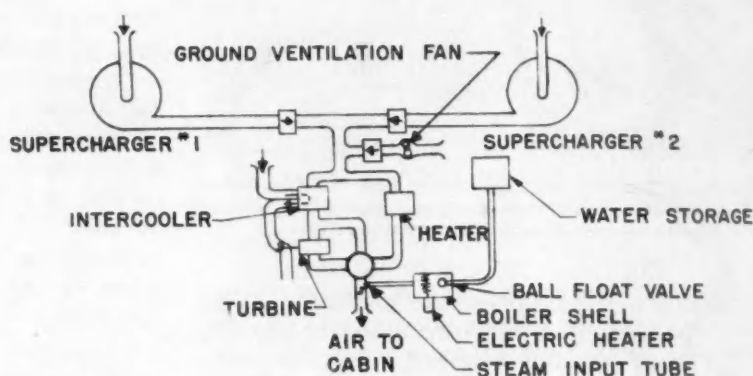 GROUND VENTILATION FAN
SUPERCHARGER #1
SUPERCHARGER #2
INTERCOOLER
HEATER
WATER STORAGE
TURBINE
BALL FLOAT VALVE
BOILER SHELL
ELECTRIC HEATER
AIR TO
CABIN
STEAM INPUT TUBE